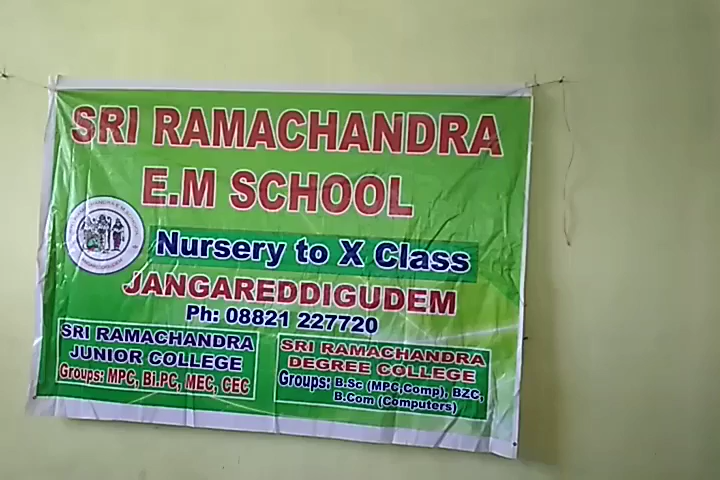 SRI RAMACHANDRA
E.M SCHOOL
Nursery to X Class
JANGAREDDIGUDEM
Ph: 08821 227720
SRI RAMACHANDRA
JUNIOR COLLEGE
Groups: MPC, Bi.PC, MEC, CEC
SRI RAMACHANDRA
DEGREE COLLEGE
Groups: B.Sc (MPC,Comp), BZC,
B.Com (Computers)